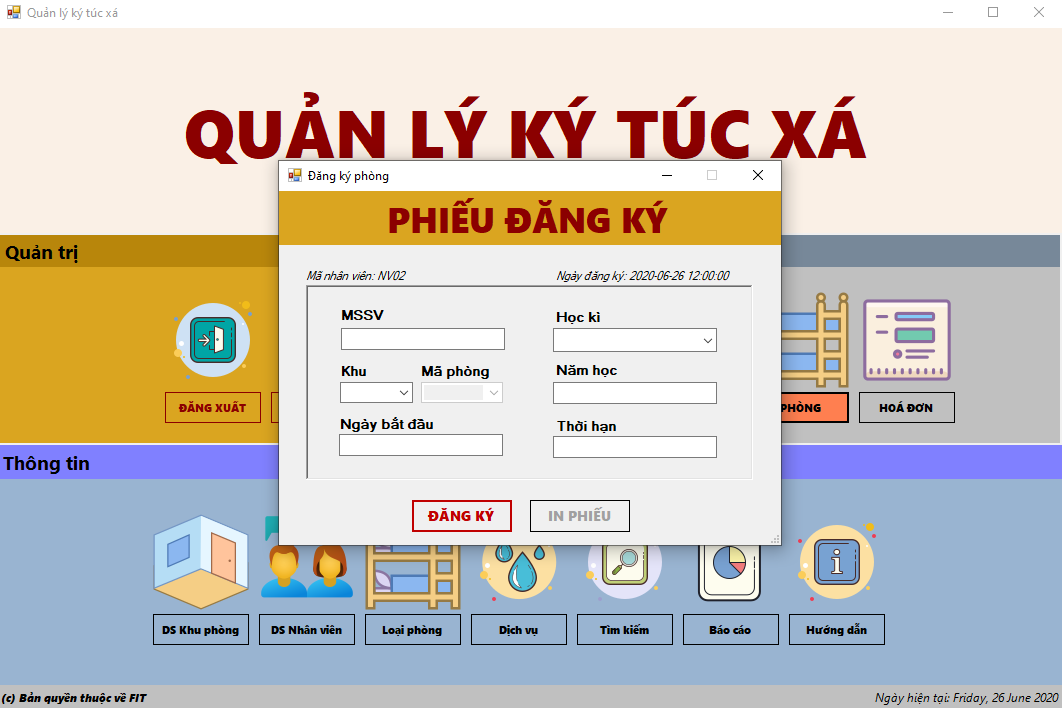 Quản lý ký túc xá
QUẢN LÝ KÝ TÚC XÁ
Đăng ký phòng
PHIẾU ĐĂNG KÝ
Quản trị
Mã nhân viên: NV02
Ngày đăng ký: 2020-06-26 12:00:00
MSSV
Học kì
Khu
Mã phòng
Năm học
Ngày bắt đầu
Thời hạn
ĐĂNG XUẤT
PHÒNG
HOÁ ĐƠN
Thông tin
ĐĂNG KÝ
IN PHIẾU
DS Khu phòng
DS Nhân viên
Loại phòng
Dịch vụ
Tìm kiếm
Báo cáo
Hướng dẫn
(c) Bản quyền thuộc về FIT
Ngày hiện tại: Friday, 26 June 2020